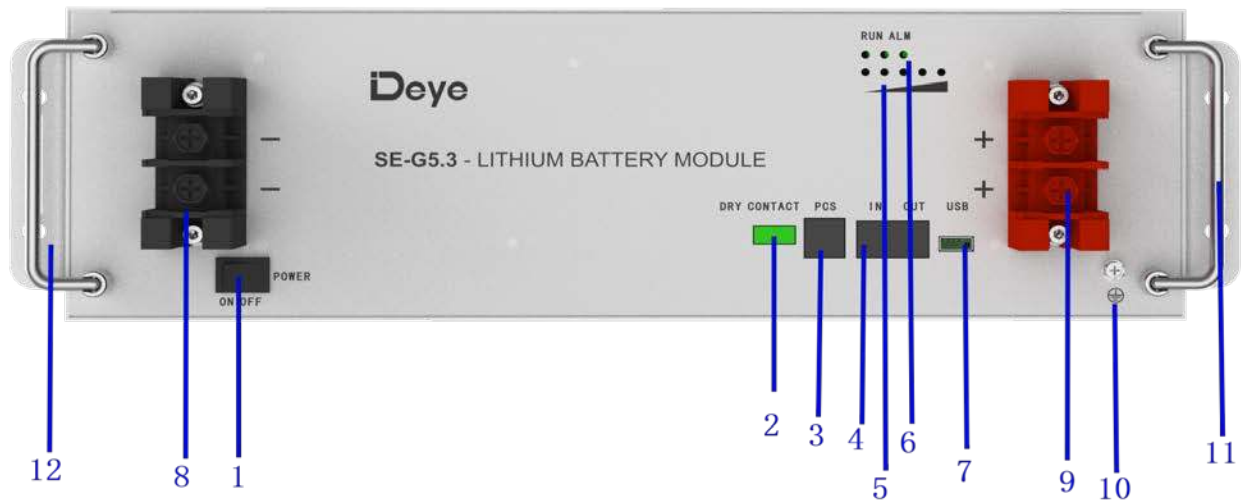 RUN ALM
Deye
SE-G5.3 - LITHIUM BATTERY MODULE
－ ＋
－ ＋
DRY CONTACT PCS IN OUT USB
POWER
ON OFF
12 8 1 2 3 4 5 6 7 9 10 11